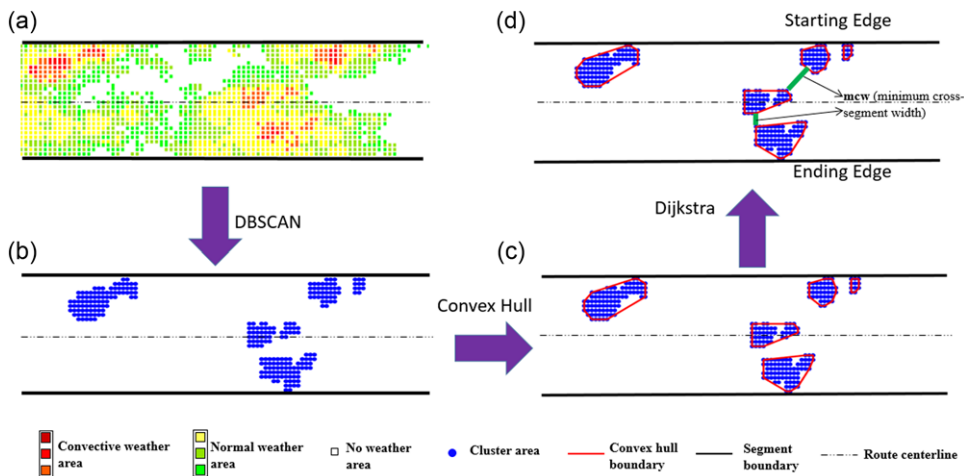 (a)
(d)
Starting Edge
mcw (minimum cross-
segment width)
Ending Edge
DBSCAN
Dijkstra
(b)
(c)
Convex Hull
Convective weather
area
Normal weather
area
No weather
area
Cluster area
Convex hull
boundary
Segment
boundary
Route centerline